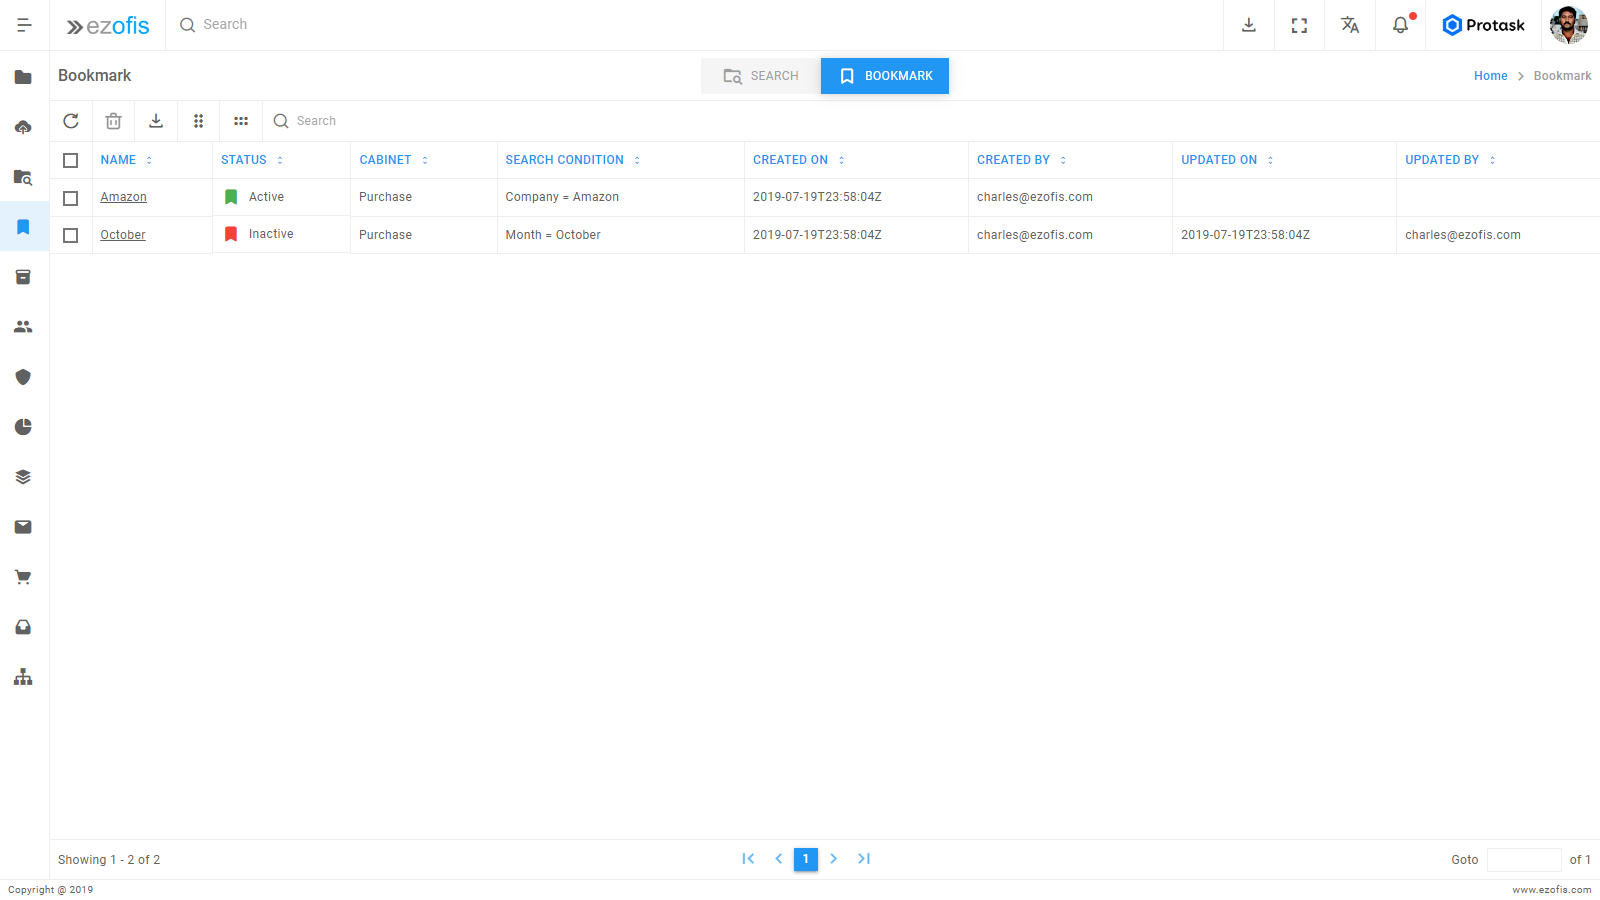 ezofis Search Protask
Bookmark SEARCH BOOKMARK Home Bookmark
Search
NAME STATUS CABINET SEARCH CONDITION CREATED ON CREATED BY UPDATED ON UPDATED BY
Amazon Active Purchase Company = Amazon 2019-07-19T23:58:04Z charles@ezofis.com
October Inactive Purchase Month = October 2019-07-19T23:58:04Z charles@ezofis.com 2019-07-19T23:58:04Z charles@ezofis.com
Showing 1 - 2 of 2 1 Goto of 1
Copyright @ 2019 www.ezofis.com